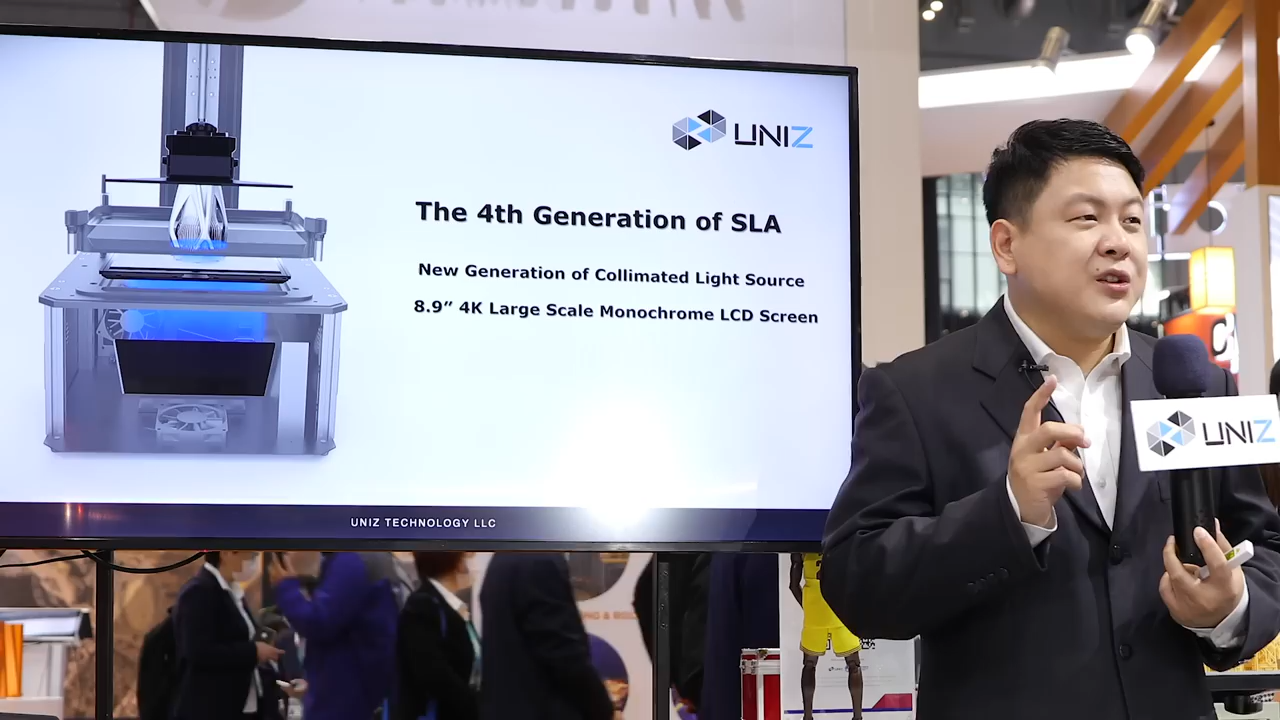 UNIZ
The 4th Generation of SLA
New Generation of Collimated Light Source
8.9” 4K Large Scale Monochrome LCD Screen
UNIZ TECHNOLOGY LLC
UNIZ